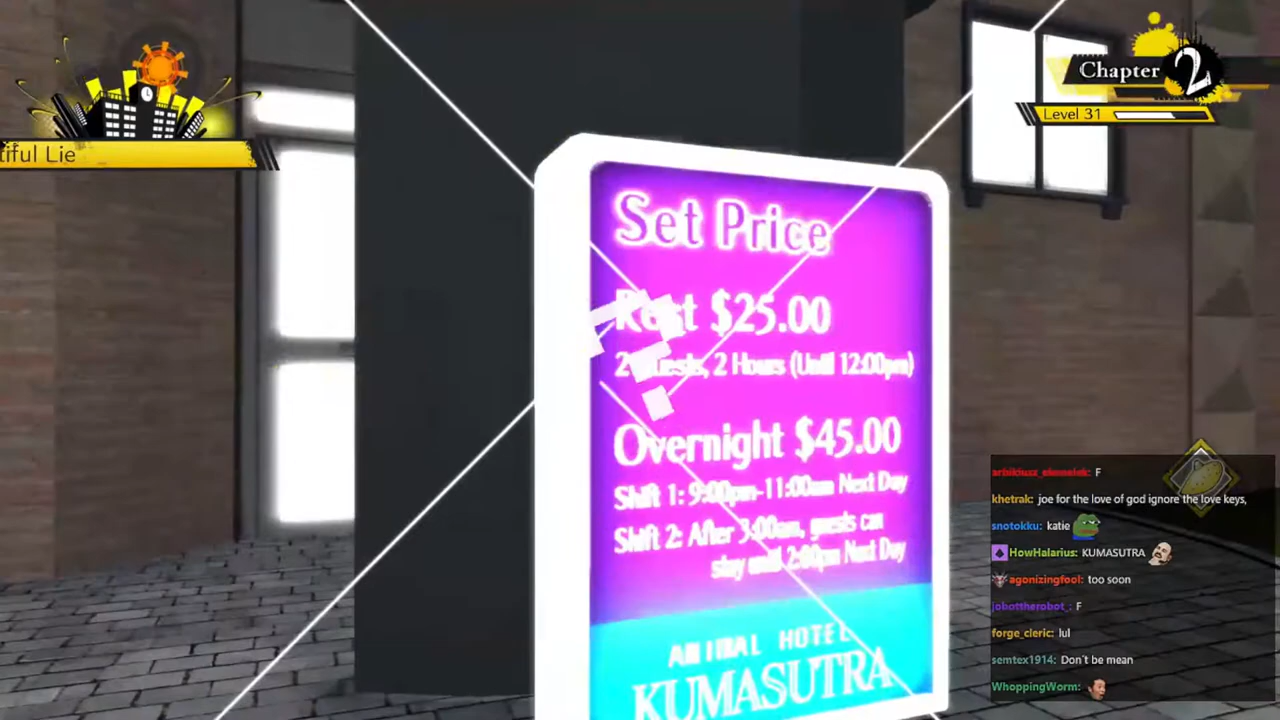 tiful Lie
Chapter 2
Level 31
Set Price
Rest $25.00
2 Guests, 2 Hours (Until 12:00pm)
Overnight $45.00
Shift 1: 9:00pm-11:00am Next Day
Shift 2: After 3:00am, guests can
stay until 2:00pm Next Day
ANIMAL HOTEL
KUMASUTRA
F
khetrak: joe for the love of god ignore the love keys,
snotokku: katie
HowHalarius: KUMASUTRA
agonizingfool: too soon
jobottherobot_: F
forge_cleric: lul
semtex1914: Don't be mean
WhoppingWorm: